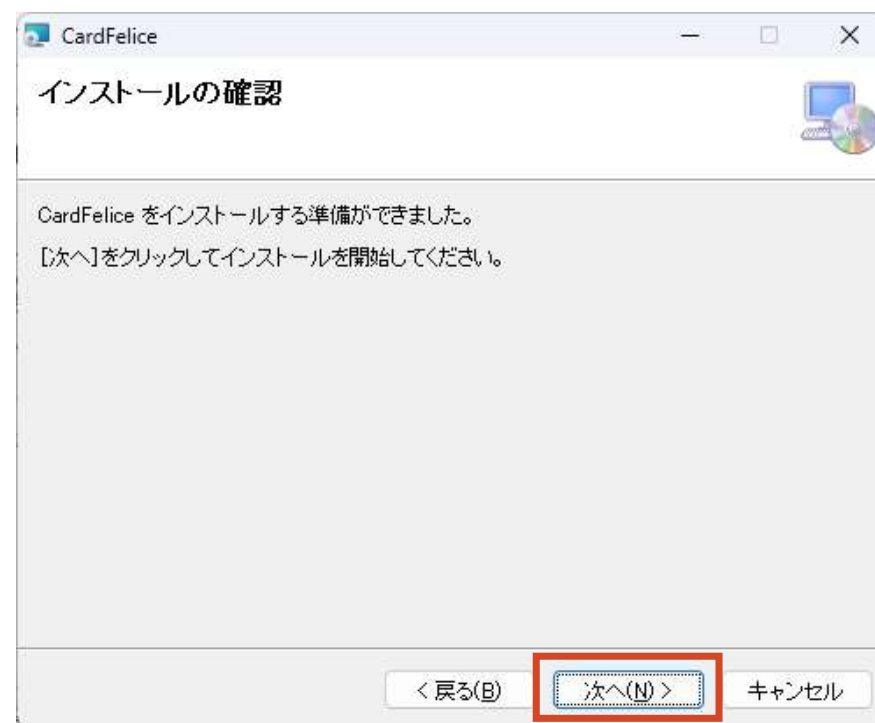 CardFelice
インストールの確認
CardFelice をインストールする準備ができました。
[次へ]をクリックしてインストールを開始してください。
< 戻る(B)
次へ(N) >
キャンセル